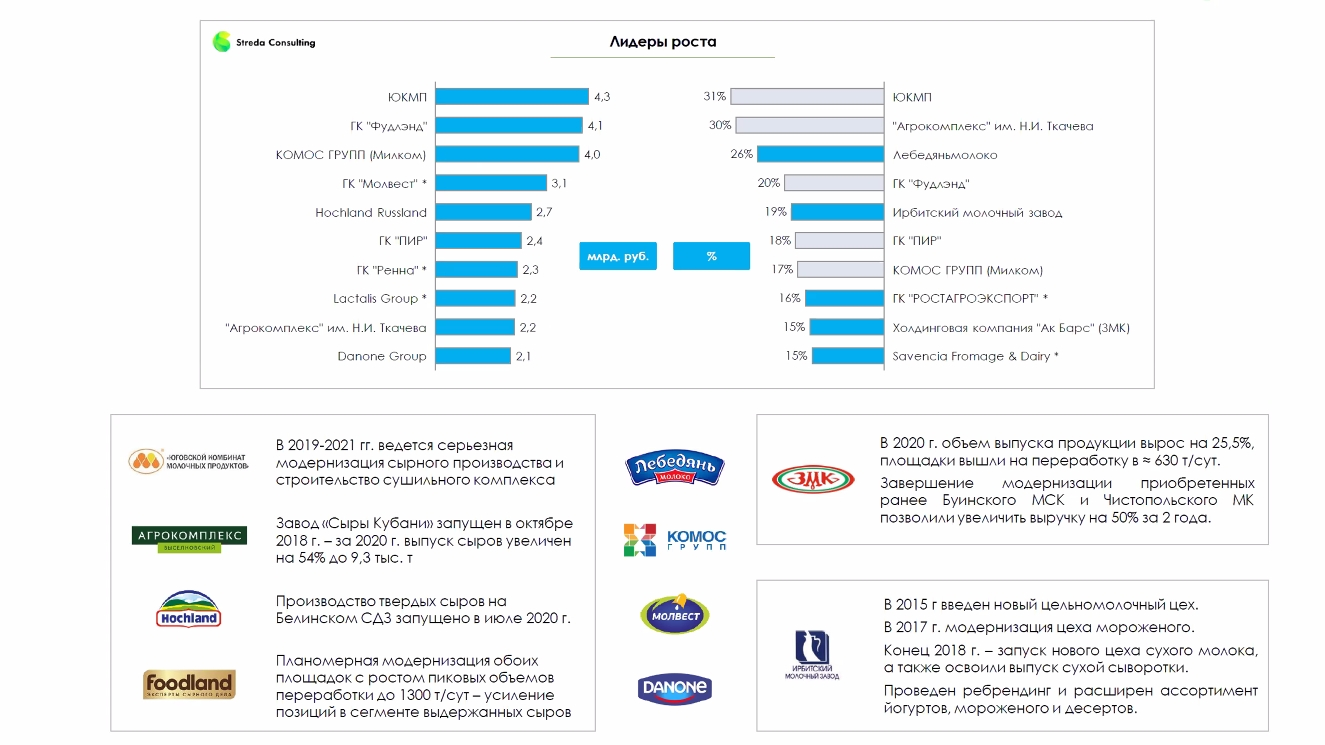 Streda Consulting
Лидеры роста
ЮКМП 4,3
ГК "Фудлэнд" 4,1
КОМОС ГРУПП (Милком) 4,0
ГК "Молвест" * 3,1
Hochland Russland 2,7
ГК "ПИР" 2,4
ГК "Ренна" * 2,3
Lactalis Group * 2,2
"Агрокомплекс" им. Н.И. Ткачева 2,2
Danone Group 2,1
млрд. руб.
%
31% ЮКМП
30% "Агрокомплекс" им. Н.И. Ткачева
26% Лебедяньмолоко
20% ГК "Фудлэнд"
19% Ирбитский молочный завод
18% ГК "ПИР"
17% КОМОС ГРУПП (Милком)
16% ГК "РОСТАГРОЭКСПОРТ" *
15% Холдинговая компания "Ак Барс" (ЗМК)
15% Savencia Fromage & Dairy *
«ЮГОВСКОЙ КОМБИНАТ
МОЛОЧНЫХ ПРОДУКТОВ»
В 2019-2021 гг. ведется серьезная
модернизация сырного производства и
строительство сушильного комплекса
АГРОКОМПЛЕКС
ВЫСЕЛКОВСКИЙ
Завод «Сыры Кубани» запущен в октябре
2018 г. – за 2020 г. выпуск сыров увеличен
на 54% до 9,3 тыс. т
Hochland
Производство твердых сыров на
Белинском СДЗ запущено в июле 2020 г.
foodland
ЭКСПЕРТЫ СЫРНОГО ДЕЛА
Планомерная модернизация обоих
площадок с ростом пиковых объемов
переработки до 1300 т/сут – усиление
позиций в сегменте выдержанных сыров
Лебедянь
МОЛОКО
КОМОС
ГРУПП
МОЛВЕСТ
DANONE
ЗМК
В 2020 г. объем выпуска продукции вырос на 25,5%,
площадки вышли на переработку в ≈ 630 т/сут.
Завершение модернизации приобретенных
ранее Буинского МСК и Чистопольского МК
позволили увеличить выручку на 50% за 2 года.
ИРБИТСКИЙ
МОЛОЧНЫЙ ЗАВОД
В 2015 г введен новый цельномолочный цех.
В 2017 г. модернизация цеха мороженого.
Конец 2018 г. – запуск нового цеха сухого молока,
а также освоили выпуск сухой сыворотки.
Проведен ребрендинг и расширен ассортимент
йогуртов, мороженого и десертов.